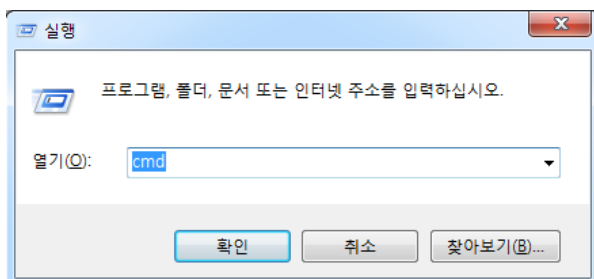 실행
프로그램, 폴더, 문서 또는 인터넷 주소를 입력하십시오.
열기(O): cmd
확인 취소 찾아보기(B)...